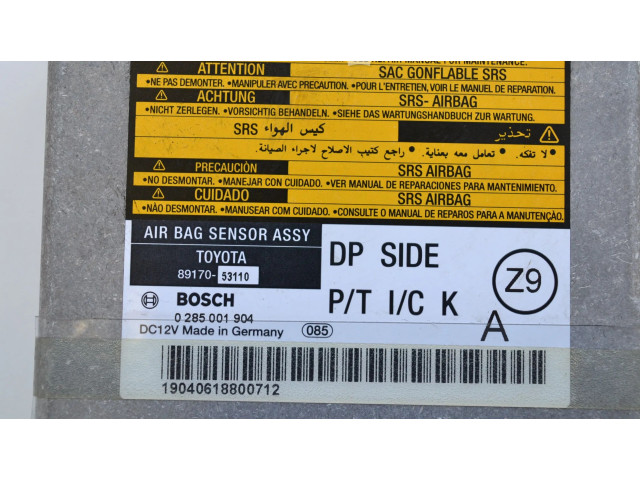 AIR MANUAL FOR MAINTENANCE.
ATTENTION SAC GONFLABLE SRS
•NE PAS DEMONTER. •MANIPULER AVEC PRECAUTION. •POUR L'ENTRETIEN, VOIR LE MANUEL DE REPARATION.
ACHTUNG SRS- AIRBAG
•NICHT ZERLEGEN. •VORSICHTIG BEHANDELN. •SIEHE DAS WARTUNGSHANDBUCH ZUR WARTUNG.
تحذير كيس الهواء SRS
•لا تفكه. •تعامل معه بعناية. •راجع كتيب الاصلاح لاجراء الصيانة.
PRECAUCIÓN SRS AIRBAG
•NO DESMONTAR. •MANEJAR CON CUIDADO. •VER MANUAL DE REPARACIONES PARA MANTENIMIENTO.
CUIDADO SRS AIRBAG
•NÃO DESMONTAR. •MANUSEAR COM CUIDADO. •CONSULTE O MANUAL DE REPAROS PARA A MANUTENÇÃO.
AIR BAG SENSOR ASSY
TOYOTA
89170-53110
DP SIDE
P/T I/C K
Z9
A
BOSCH
0 285 001 904
DC12V Made in Germany 085
19040618800712